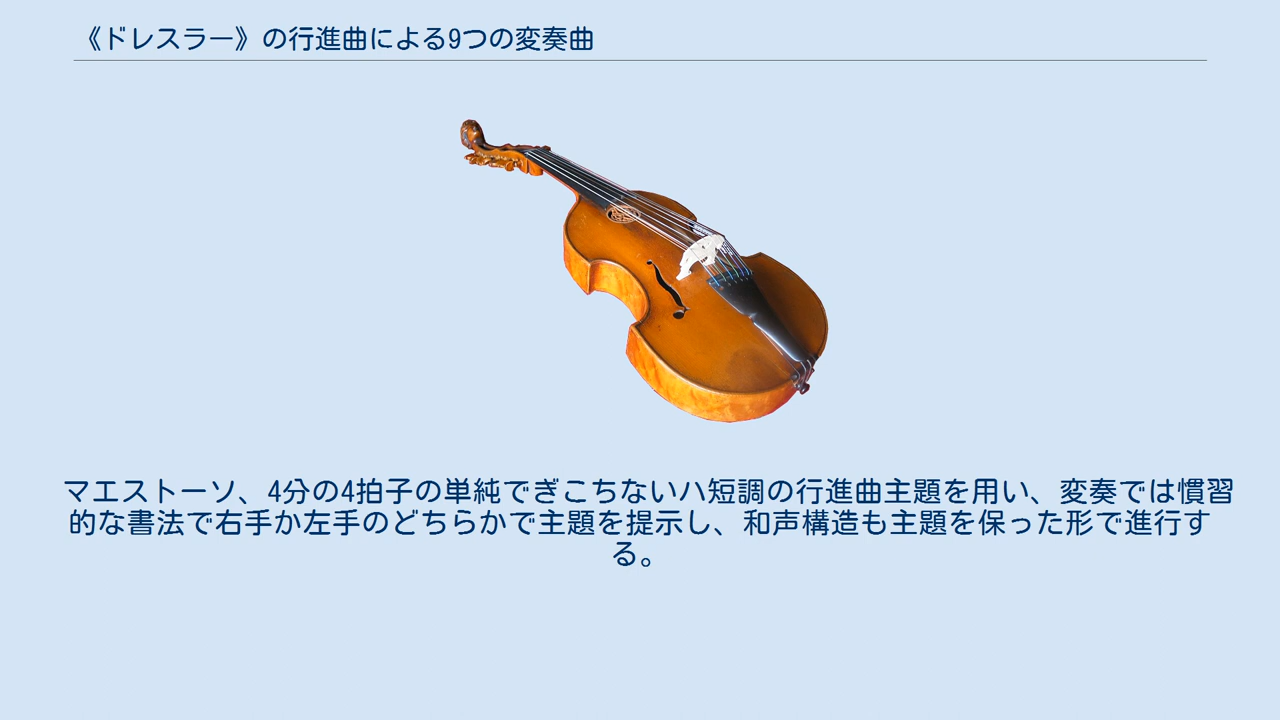 《ドレスラー》の行進曲による9つの変奏曲
マエストーソ、4分の4拍子の単純でぎこちないハ短調の行進曲主題を用い、変奏では慣習
的な書法で右手か左手のどちらかで主題を提示し、和声構造も主題を保った形で進行す
る。